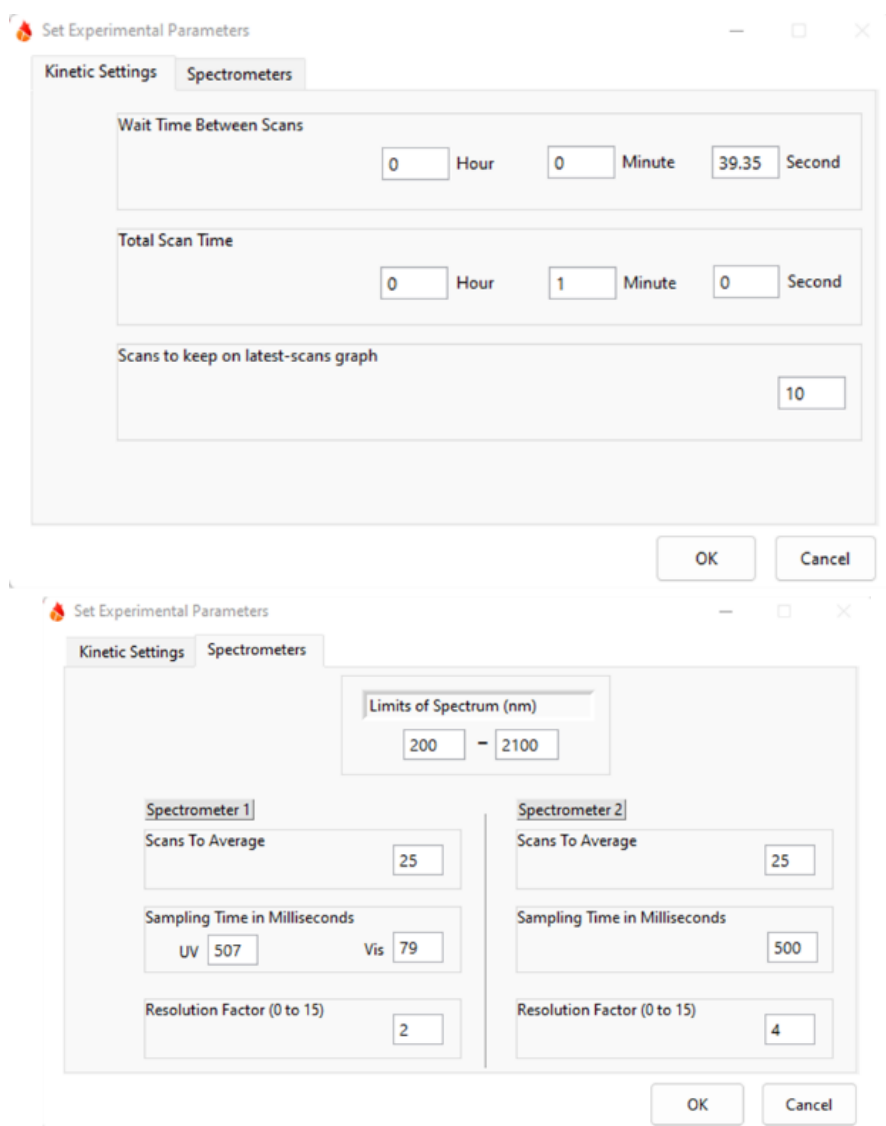 Set Experimental Parameters
Kinetic Settings Spectrometers
Wait Time Between Scans
0 Hour 0 Minute 39.35 Second
Total Scan Time
0 Hour 1 Minute 0 Second
Scans to keep on latest-scans graph
10
OK Cancel
Set Experimental Parameters
Kinetic Settings Spectrometers
Limits of Spectrum (nm)
200 - 2100
Spectrometer 1 Spectrometer 2
Scans To Average Scans To Average
25 25
Sampling Time in Milliseconds Sampling Time in Milliseconds
UV 507 Vis 79 500
Resolution Factor (0 to 15) Resolution Factor (0 to 15)
2 4
OK Cancel